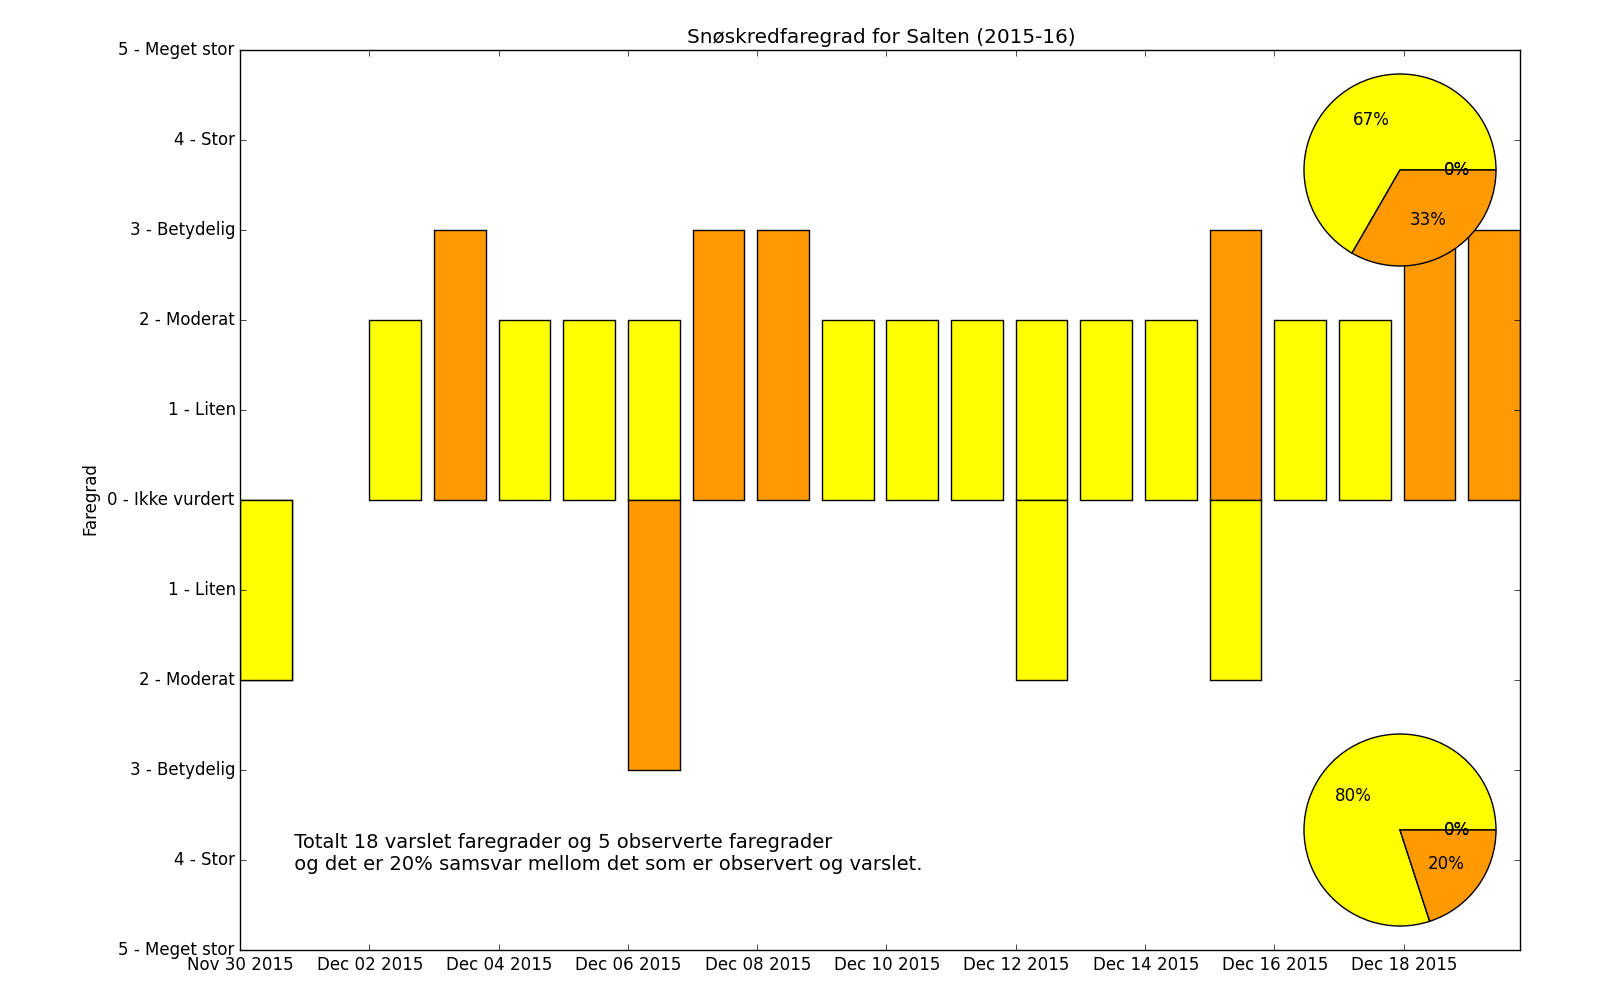 Snøskredfaregrad for Salten (2015-16)
5 - Meget stor
4 - Stor
3 - Betydelig
2 - Moderat
1 - Liten
0 - Ikke vurdert
1 - Liten
2 - Moderat
3 - Betydelig
4 - Stor
5 - Meget stor
Faregrad
67%
0%
33%
80%
0%
20%
Totalt 18 varslet faregrader og 5 observerte faregrader
og det er 20% samsvar mellom det som er observert og varslet.
Nov 30 2015 Dec 02 2015 Dec 04 2015 Dec 06 2015 Dec 08 2015 Dec 10 2015 Dec 12 2015 Dec 14 2015 Dec 16 2015 Dec 18 2015